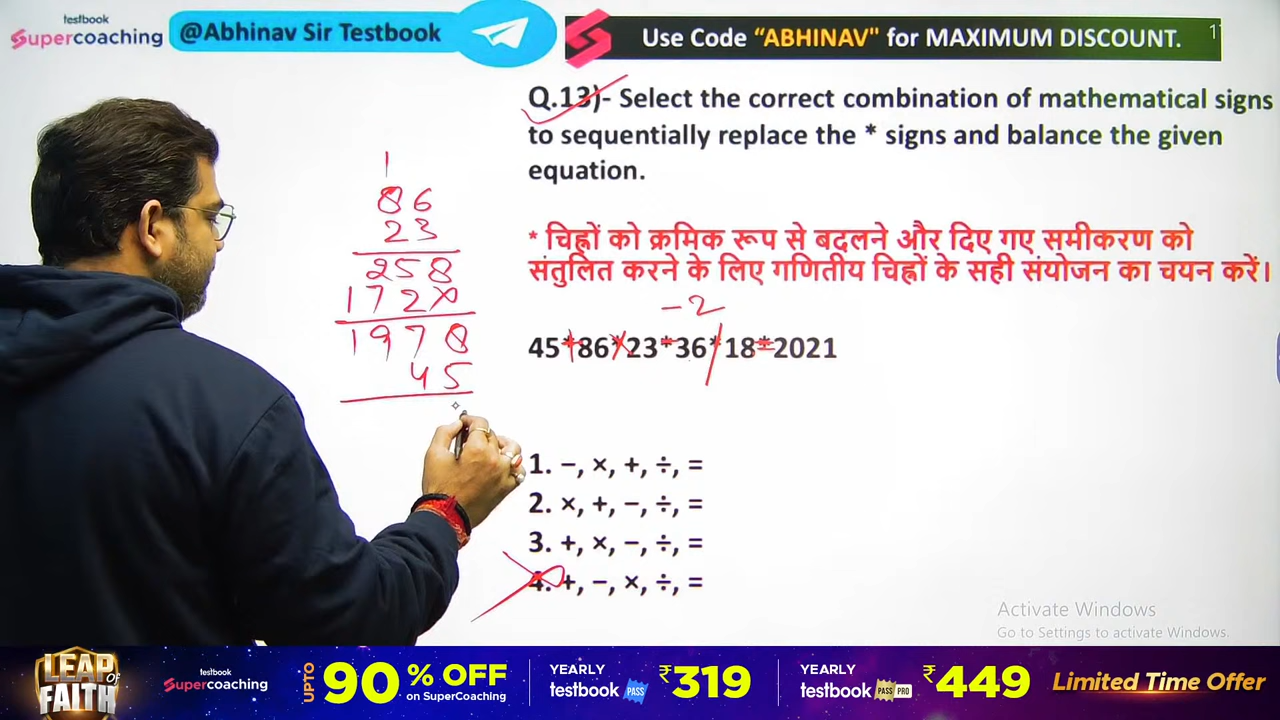 testbook
Supercoaching
@Abhinav Sir Testbook
Use Code “ABHINAV" for MAXIMUM DISCOUNT.
Q.13)- Select the correct combination of mathematical signs
to sequentially replace the * signs and balance the given
equation.
* चिह्नों को क्रमिक रूप से बदलने और दिए गए समीकरण को
संतुलित करने के लिए गणितीय चिह्नों के सही संयोजन का चयन करें।
-2
45*86*23*36*18*2021
1
86
23
258
172×
1978
45
1. −, ×, +, ÷, =
2. ×, +, −, ÷, =
3. +, ×, −, ÷, =
4. +, −, ×, ÷, =
Activate Windows
Go to Settings to activate Windows.
LEAP OF FAITH
testbook
Supercoaching
UPTO 90% OFF
on SuperCoaching
YEARLY
testbook PASS
₹319
YEARLY
testbook PASS PRO
₹449
Limited Time Offer